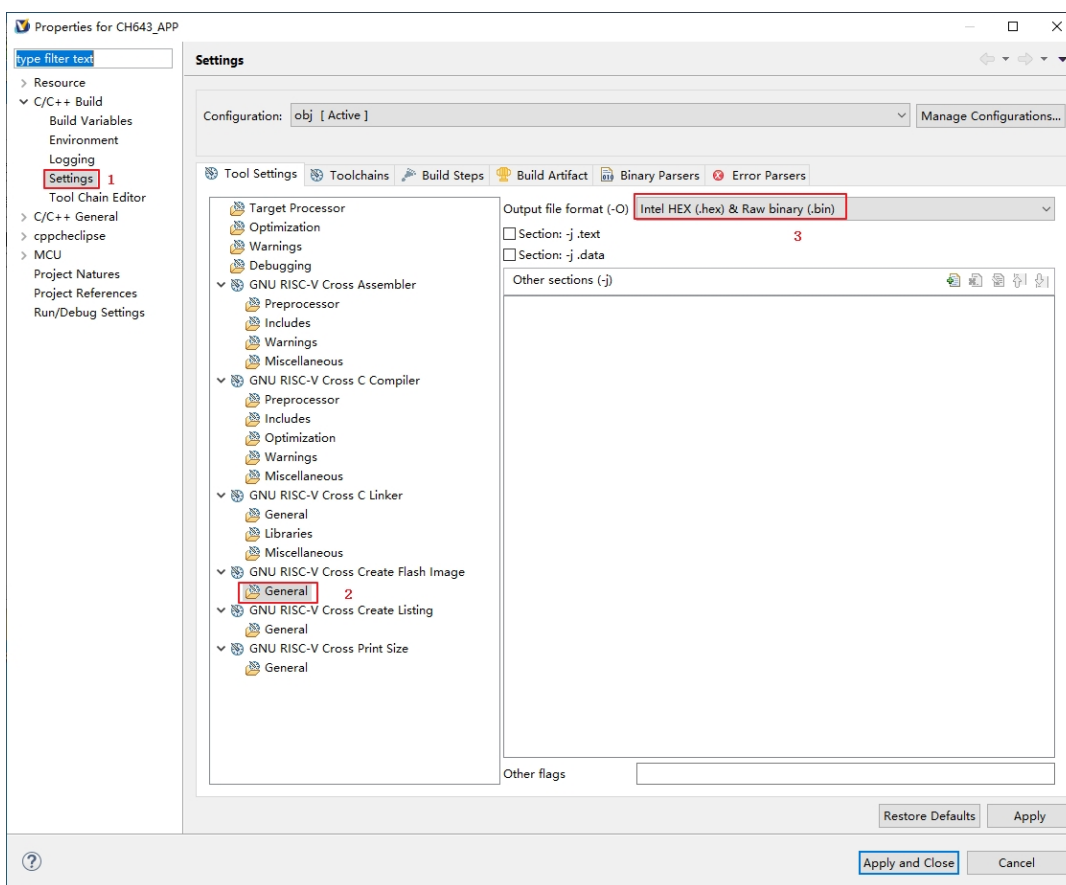 Properties for CH643_APP
type filter text
Resource
C/C++ Build
Build Variables
Environment
Logging
Settings 1
Tool Chain Editor
C/C++ General
cppcheclipse
MCU
Project Natures
Project References
Run/Debug Settings
Settings
Configuration: obj [ Active ] Manage Configurations...
Tool Settings Toolchains Build Steps Build Artifact Binary Parsers Error Parsers
Target Processor
Optimization
Warnings
Debugging
GNU RISC-V Cross Assembler
Preprocessor
Includes
Warnings
Miscellaneous
GNU RISC-V Cross C Compiler
Preprocessor
Includes
Optimization
Warnings
Miscellaneous
GNU RISC-V Cross C Linker
General
Libraries
Miscellaneous
GNU RISC-V Cross Create Flash Image
General 2
GNU RISC-V Cross Create Listing
General
GNU RISC-V Cross Print Size
General
Output file format (-O) Intel HEX (.hex) & Raw binary (.bin)
3
Section: -j .text
Section: -j .data
Other sections (-j)
Other flags
Restore Defaults Apply
? Apply and Close Cancel